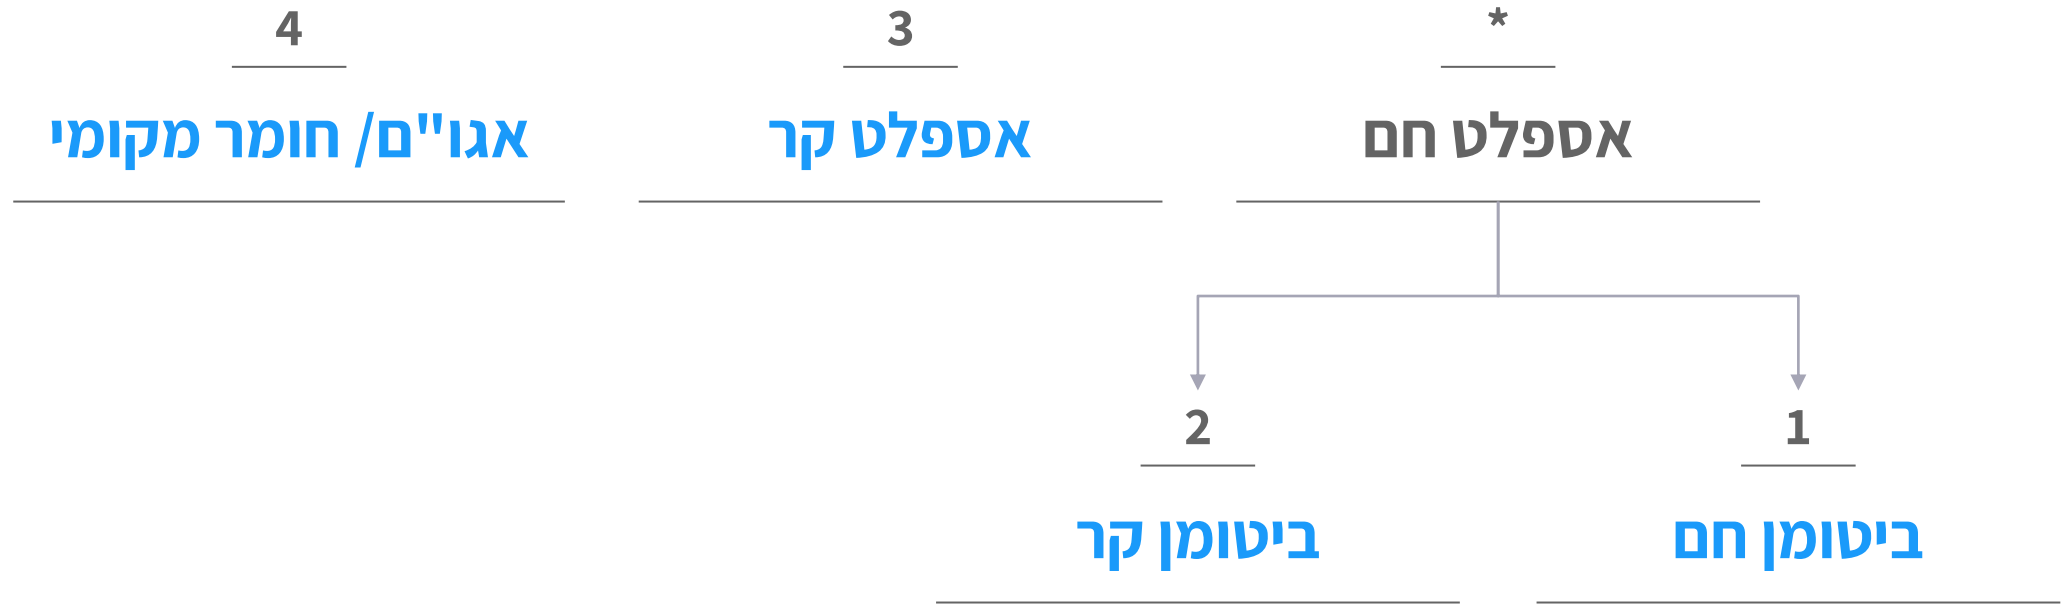 *
אספלט חם
3
אספלט קר
4
אגו"ם/ חומר מקומי
1
ביטומן חם
2
ביטומן קר